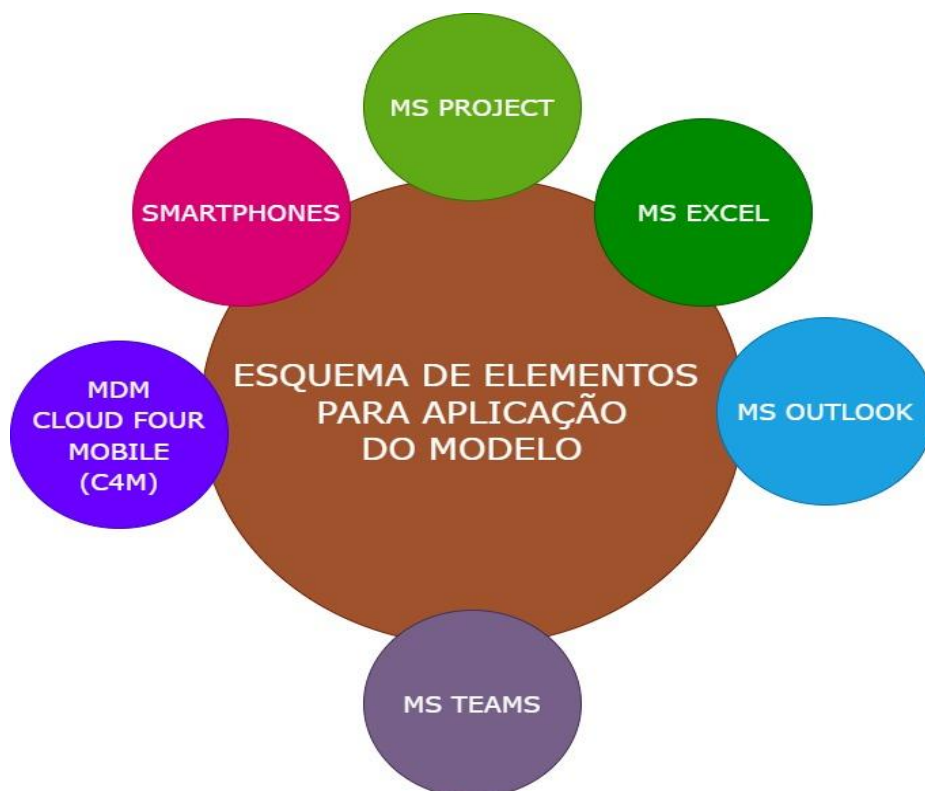 MS PROJECT
SMARTPHONES
MS EXCEL
ESQUEMA DE ELEMENTOS
PARA APLICAÇÃO
DO MODELO
MDM
CLOUD FOUR
MOBILE
(C4M)
MS OUTLOOK
MS TEAMS